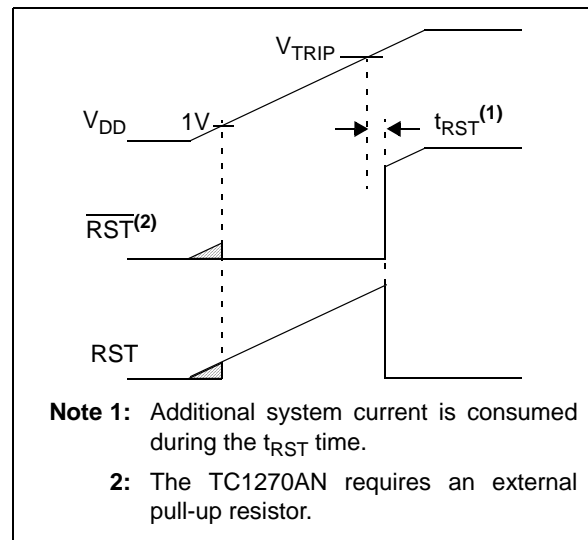 V_TRIP
V_DD 1V t_RST(1)
R̅S̅T̅(2)
RST
Note 1: Additional system current is consumed
during the t_RST time.
2: The TC1270AN requires an external
pull-up resistor.